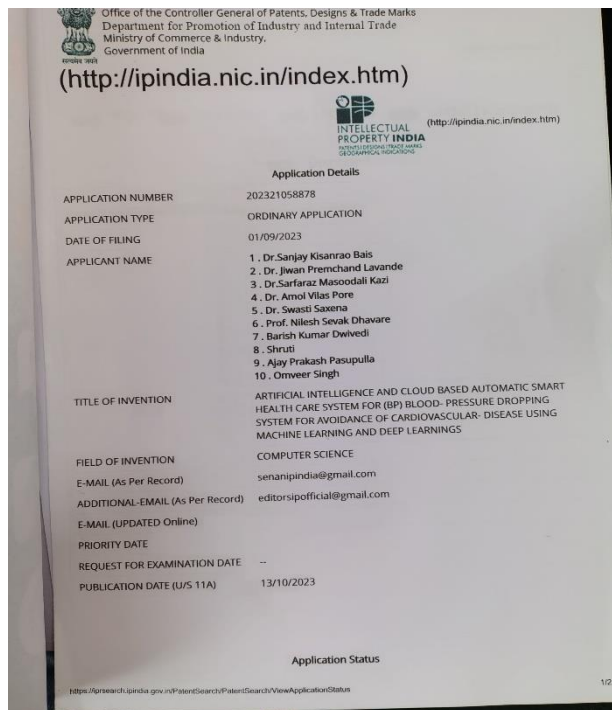 Office of the Controller General of Patents, Designs & Trade Marks
Department for Promotion of Industry and Internal Trade
Ministry of Commerce & Industry,
Government of India
सत्यमेव जयते
(http://ipindia.nic.in/index.htm)
INTELLECTUAL
PROPERTY INDIA
PATENTS | DESIGNS | TRADE MARKS
GEOGRAPHICAL INDICATIONS
(http://ipindia.nic.in/index.htm)
Application Details
APPLICATION NUMBER 202321058878
APPLICATION TYPE ORDINARY APPLICATION
DATE OF FILING 01/09/2023
APPLICANT NAME 1 . Dr.Sanjay Kisanrao Bais
2 . Dr. Jiwan Premchand Lavande
3 . Dr.Sarfaraz Masoodali Kazi
4 . Dr. Amol Vilas Pore
5 . Dr. Swasti Saxena
6 . Prof. Nilesh Sevak Dhavare
7 . Barish Kumar Dwivedi
8 . Shruti
9 . Ajay Prakash Pasupulla
10 . Omveer Singh
TITLE OF INVENTION ARTIFICIAL INTELLIGENCE AND CLOUD BASED AUTOMATIC SMART
HEALTH CARE SYSTEM FOR (BP) BLOOD- PRESSURE DROPPING
SYSTEM FOR AVOIDANCE OF CARDIOVASCULAR- DISEASE USING
MACHINE LEARNING AND DEEP LEARNINGS
FIELD OF INVENTION COMPUTER SCIENCE
E-MAIL (As Per Record) senanipindia@gmail.com
ADDITIONAL-EMAIL (As Per Record) editorsipofficial@gmail.com
E-MAIL (UPDATED Online)
PRIORITY DATE
REQUEST FOR EXAMINATION DATE --
PUBLICATION DATE (U/S 11A) 13/10/2023
Application Status
https://iprsearch.ipindia.gov.in/PatentSearch/PatentSearch/ViewApplicationStatus 1/2